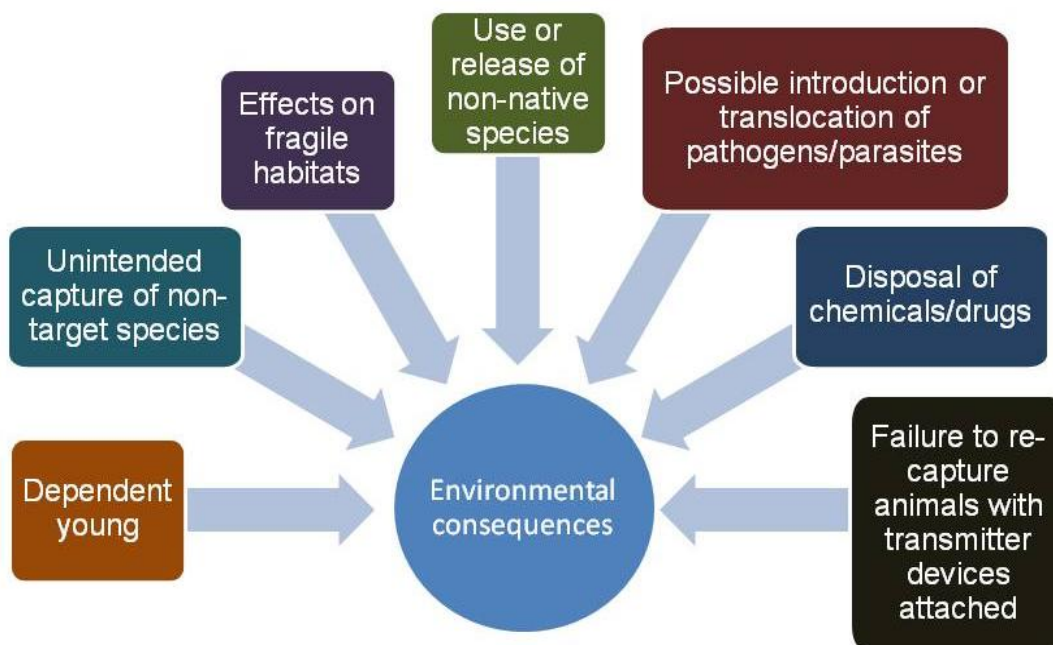 Use or
release of
non-native
species
Possible introduction or
translocation of
pathogens/parasites
Effects on
fragile
habitats
Unintended
capture of non-
target species
Disposal of
chemicals/drugs
Dependent
young
Environmental
consequences
Failure to re-
capture
animals with
transmitter
devices
attached